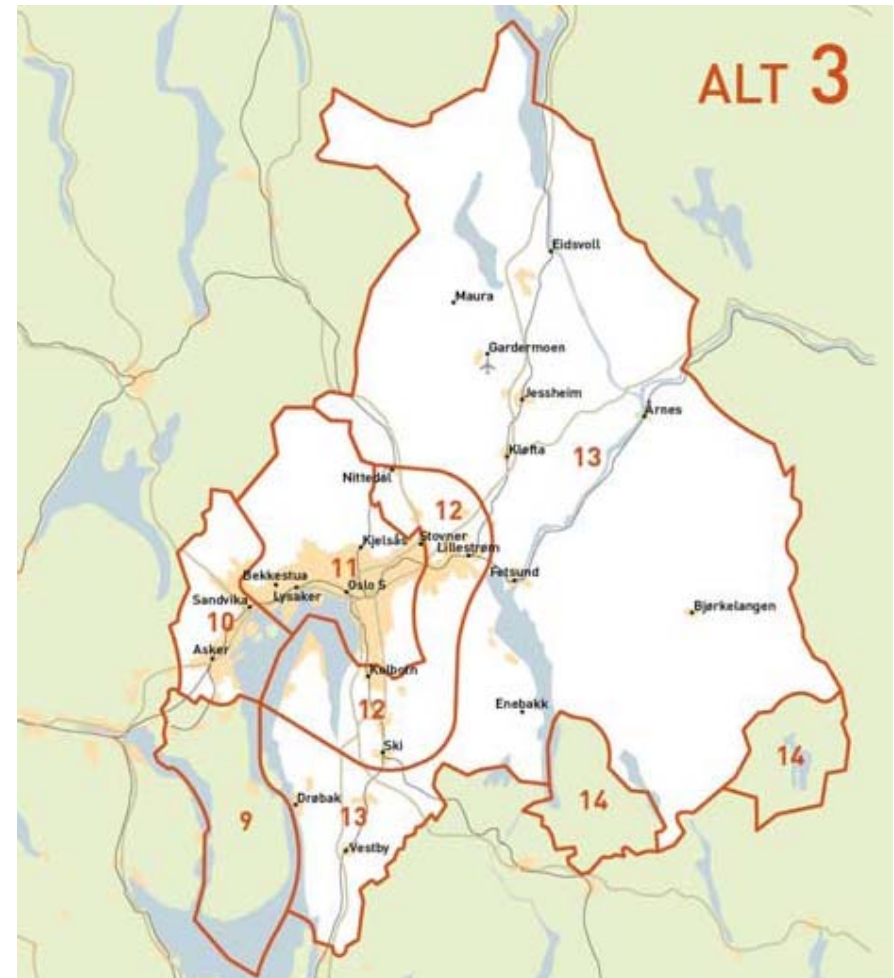 ALT 3
Eidsvoll
Maura
Gardermoen
Jessheim
Årnes
Kløfta
13
Nittedal
12
Stovner
Kjelsås
Lillestrøm
11
Bekkestua
Oslo S
Fetsund
Lysaker
Sandvika
Bjørkelangen
10
Asker
Kolbotn
Enebakk
12
Ski
14
Drøbak
14
13
9
Vestby